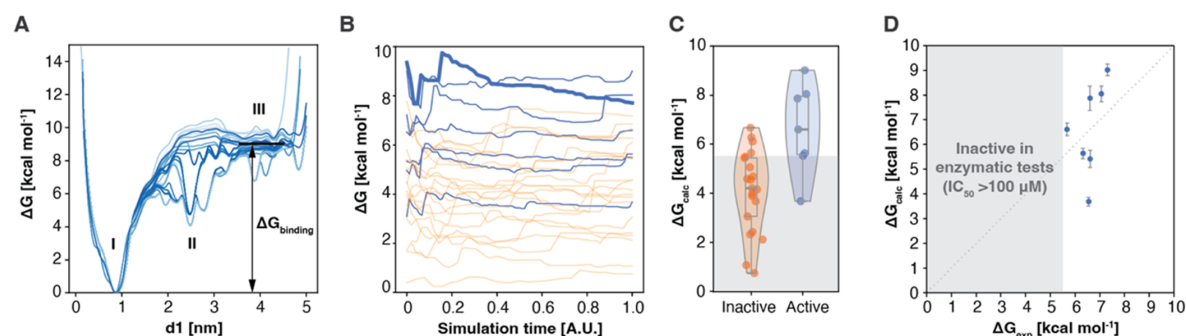 A
ΔG [kcal mol-1]
14
12
10
8
6
4
2
0
I
II
III
ΔGbinding
0 1 2 3 4 5
d1 [nm]
B
ΔG [kcal mol-1]
10
8
6
4
2
0 0.2 0.4 0.6 0.8 1.0
Simulation time [A.U.]
C
ΔGcalc [kcal mol-1]
10
8
6
4
2
0
Inactive Active
D
ΔGcalc [kcal mol-1]
10
9
8
7
6
5
4
3
2
1
0
Inactive in
enzymatic tests
(IC50 >100 µM)
0 1 2 3 4 5 6 7 8 9 10
ΔGexp [kcal mol-1]